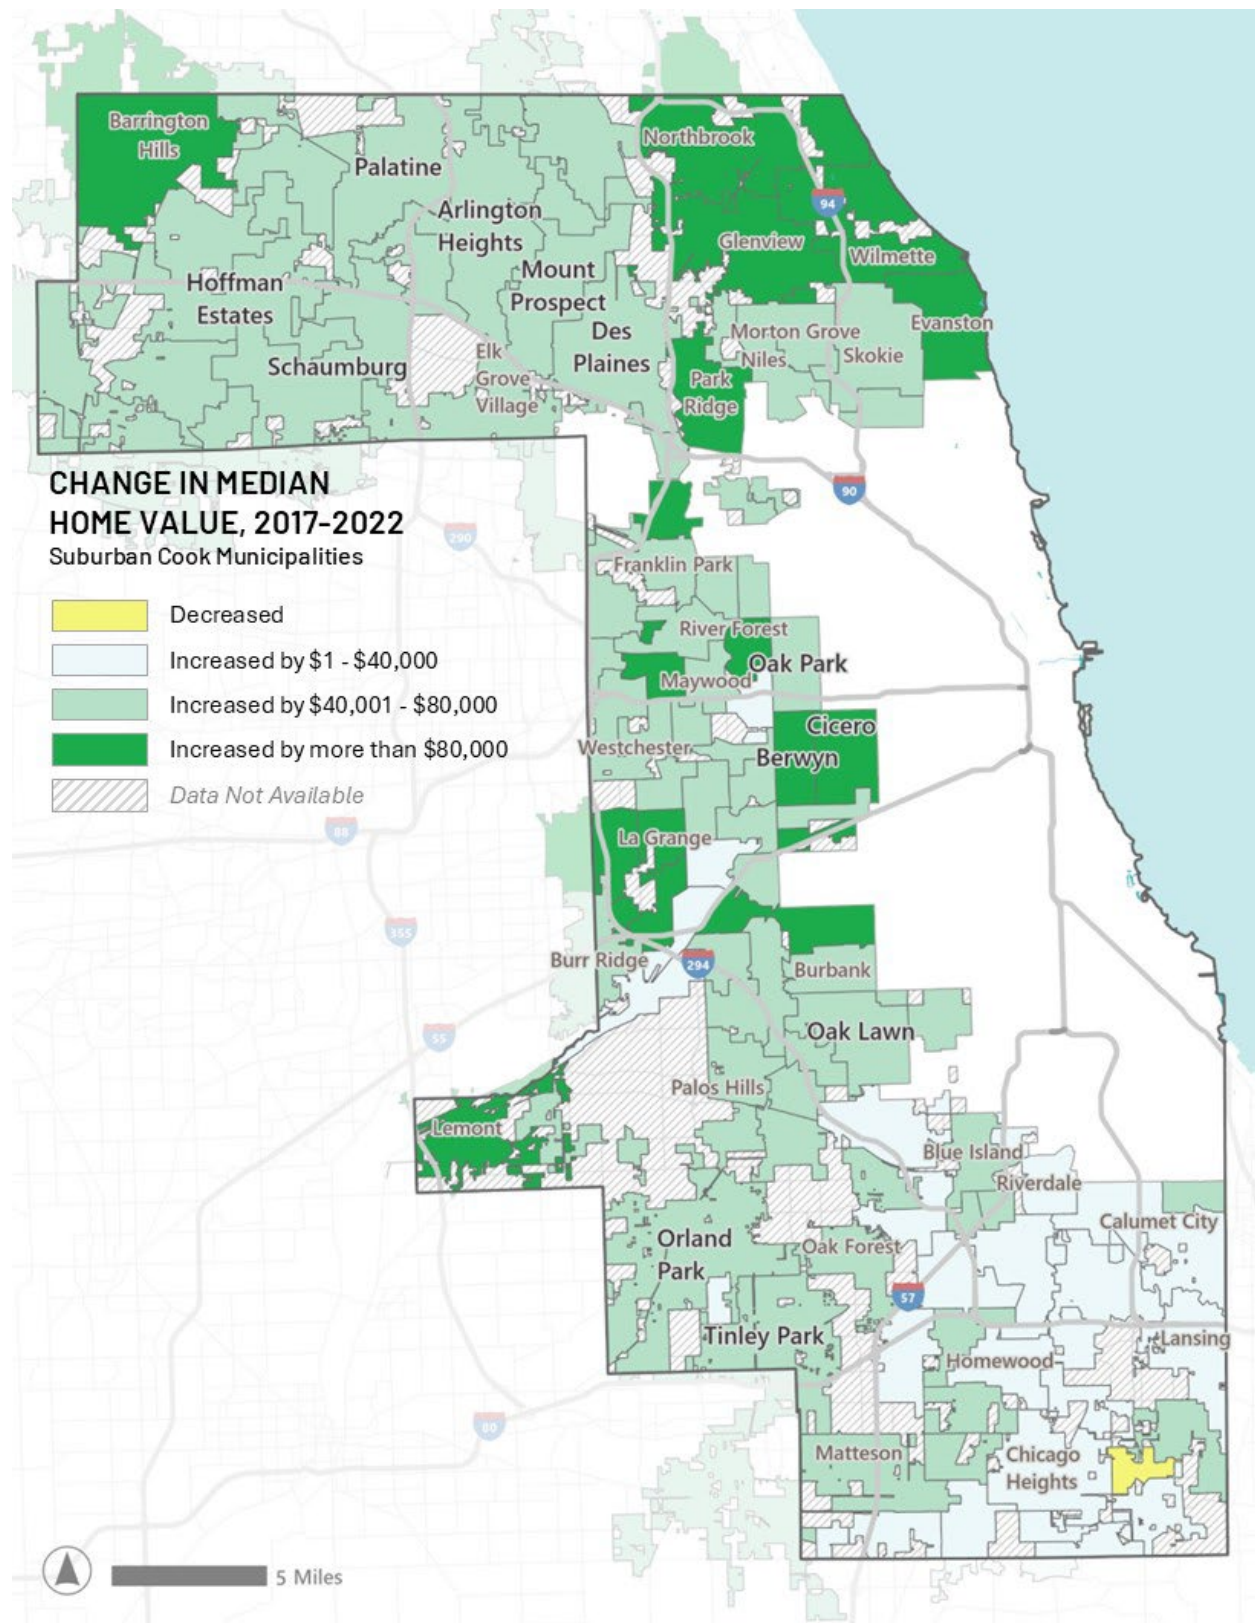 Barrington
Hills
Northbrook
Palatine
94
Arlington
Heights
Glenview
Wilmette
Mount
Prospect
Hoffman
Estates
Evanston
Des
Plaines
Morton Grove
Niles
Skokie
Schaumburg
Elk
Grove
Village
Park
Ridge
CHANGE IN MEDIAN
HOME VALUE, 2017-2022
Suburban Cook Municipalities
Decreased
Increased by $1 - $40,000
Increased by $40,001 - $80,000
Increased by more than $80,000
Data Not Available
90
290
Franklin Park
River Forest
Oak Park
Maywood
Cicero
Westchester
Berwyn
88
La Grange
355
Burr Ridge
294
Burbank
55
Oak Lawn
Palos Hills
Lemont
Blue Island
Riverdale
Calumet City
Orland
Park
Oak Forest
57
Tinley Park
Lansing
Homewood
80
Matteson
Chicago
Heights
5 Miles